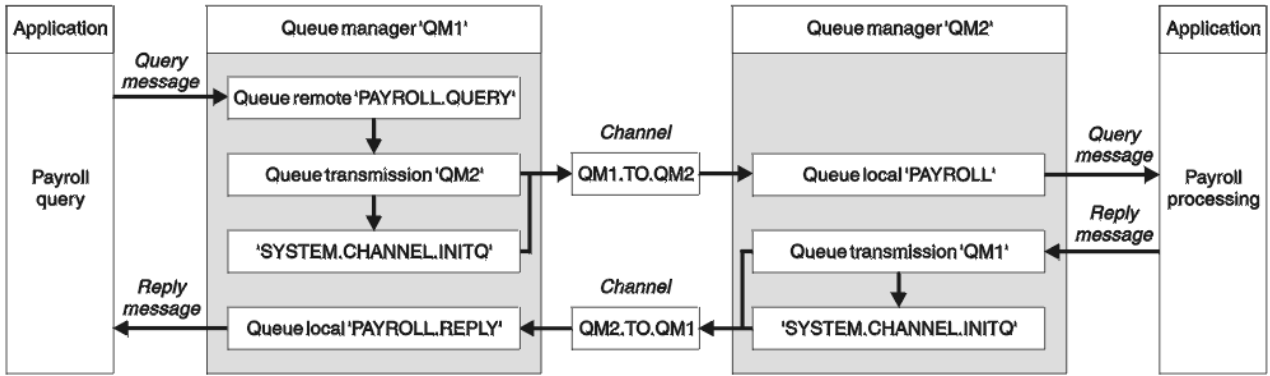 Application
Queue manager 'QM1'
Queue manager 'QM2'
Application
Query
message
Queue remote 'PAYROLL.QUERY'
Channel
Query
message
Payroll
query
Queue transmission 'QM2'
QM1.TO.QM2
Queue local 'PAYROLL'
Payroll
processing
Reply
message
'SYSTEM.CHANNEL.INITQ'
Queue transmission 'QM1'
Reply
message
Channel
Queue local 'PAYROLL.REPLY'
QM2.TO.QM1
'SYSTEM.CHANNEL.INITQ'